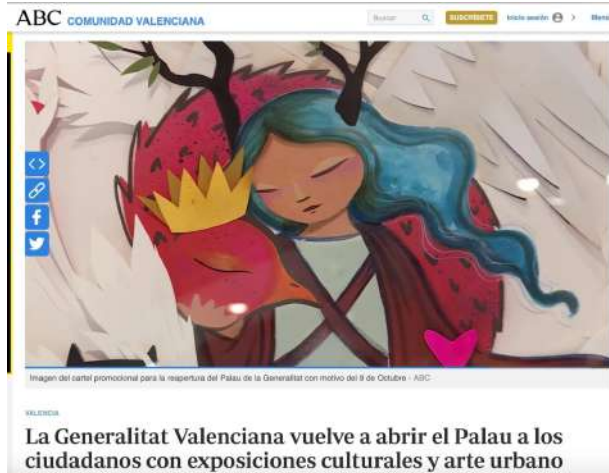 ABC COMUNIDAD VALENCIANA
Buscar
SUSCRÍBETE
Inicio sesión
Menú
Imagen del cartel promocional para la reapertura del Palau de la Generalitat con motivo del 9 de Octubre - ABC
VALENCIA
La Generalitat Valenciana vuelve a abrir el Palau a los
ciudadanos con exposiciones culturales y arte urbano